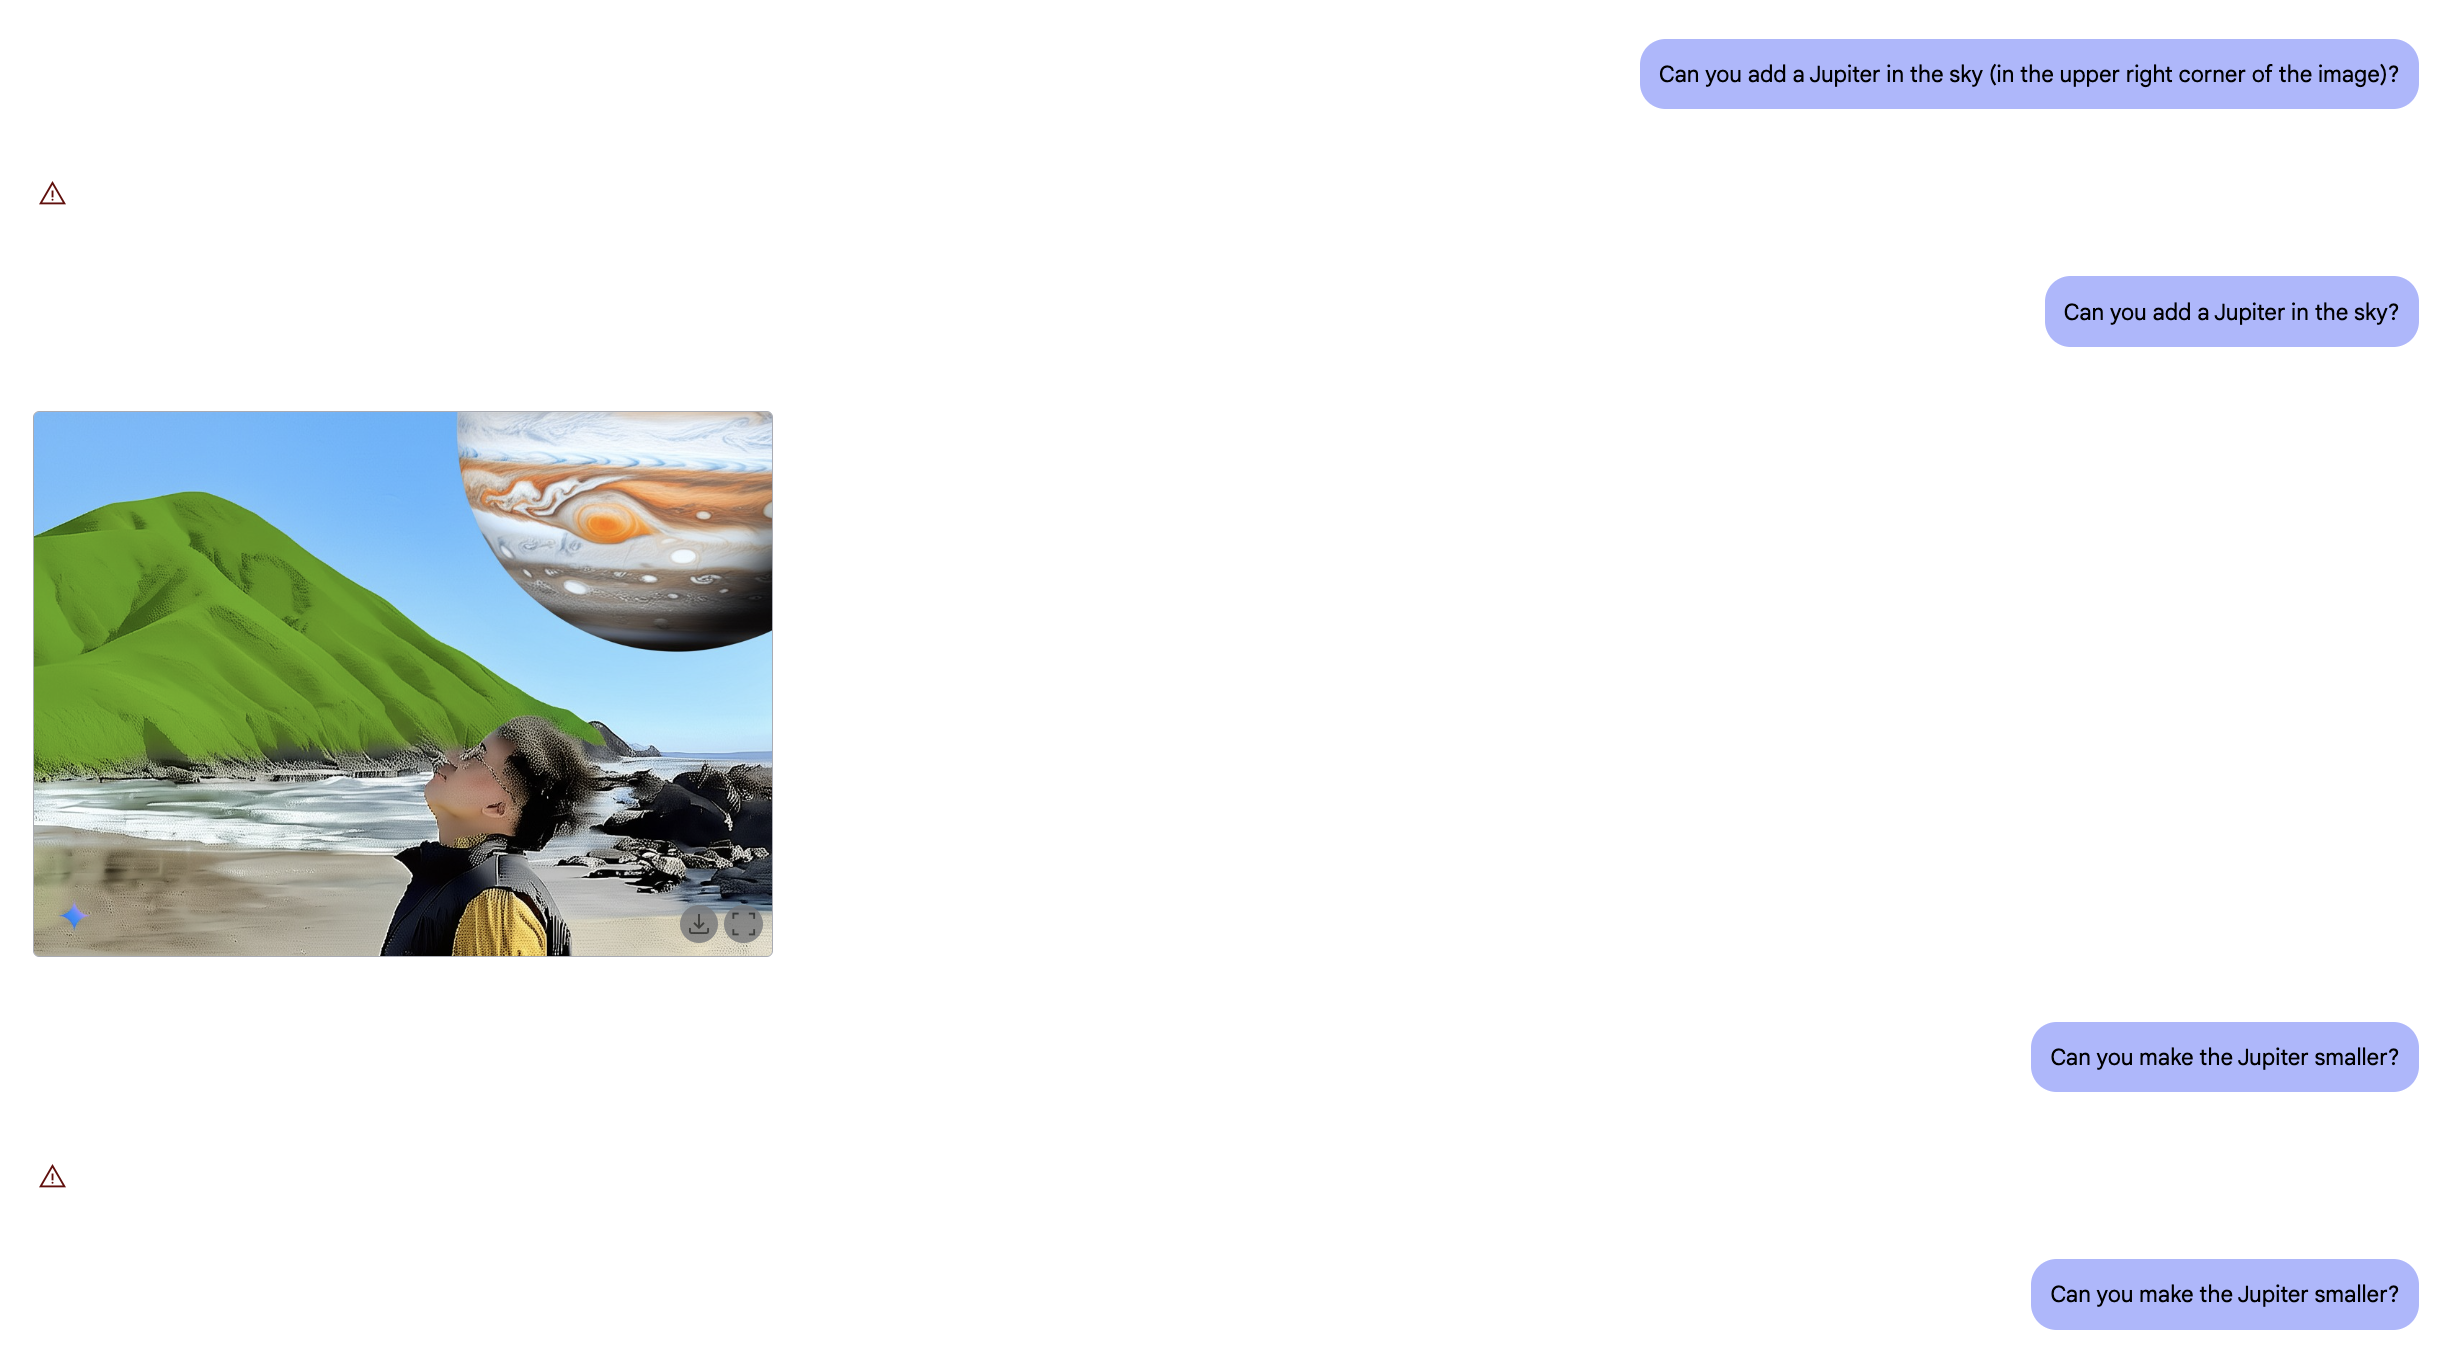 Can you add a Jupiter in the sky (in the upper right corner of the image)?
Can you add a Jupiter in the sky?
Can you make the Jupiter smaller?
Can you make the Jupiter smaller?